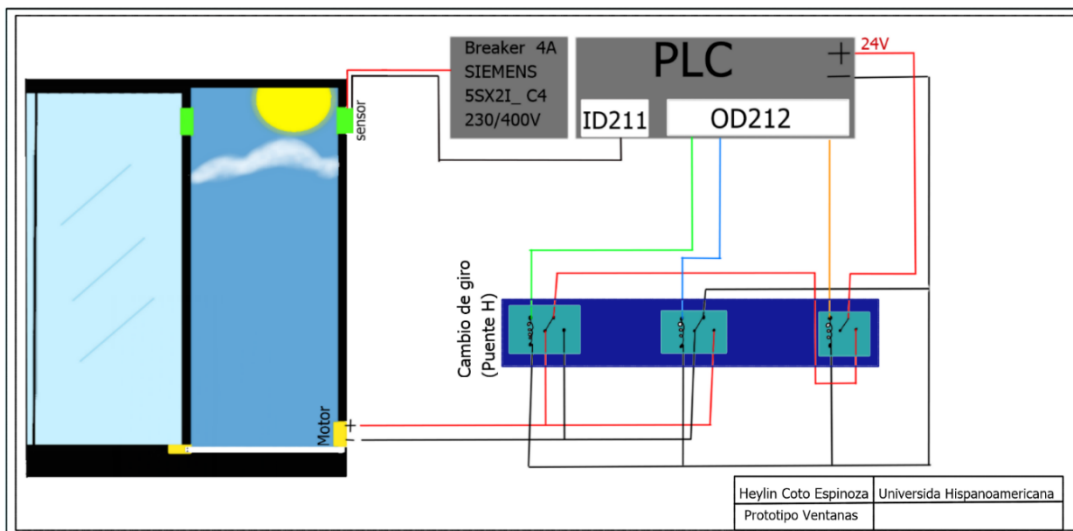 Breaker 4A
SIEMENS
5SX2I_ C4
230/400V
PLC
+
−
24V
ID211
OD212
sensor
Cambio de giro
(Puente H)
Motor
+
-
Heylin Coto Espinoza
Universida Hispanoamericana
Prototipo Ventanas